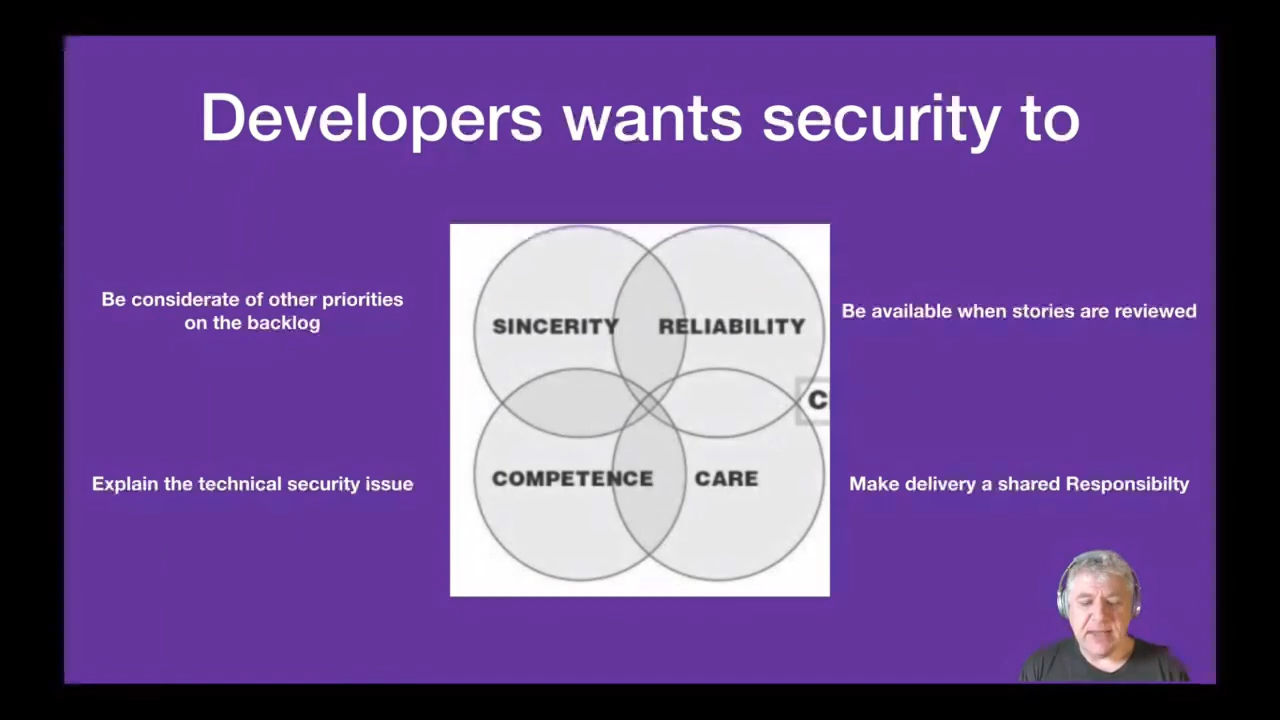 Developers wants security to
Be considerate of other priorities
on the backlog
SINCERITY
RELIABILITY
Be available when stories are reviewed
C
Explain the technical security issue
COMPETENCE
CARE
Make delivery a shared Responsibilty